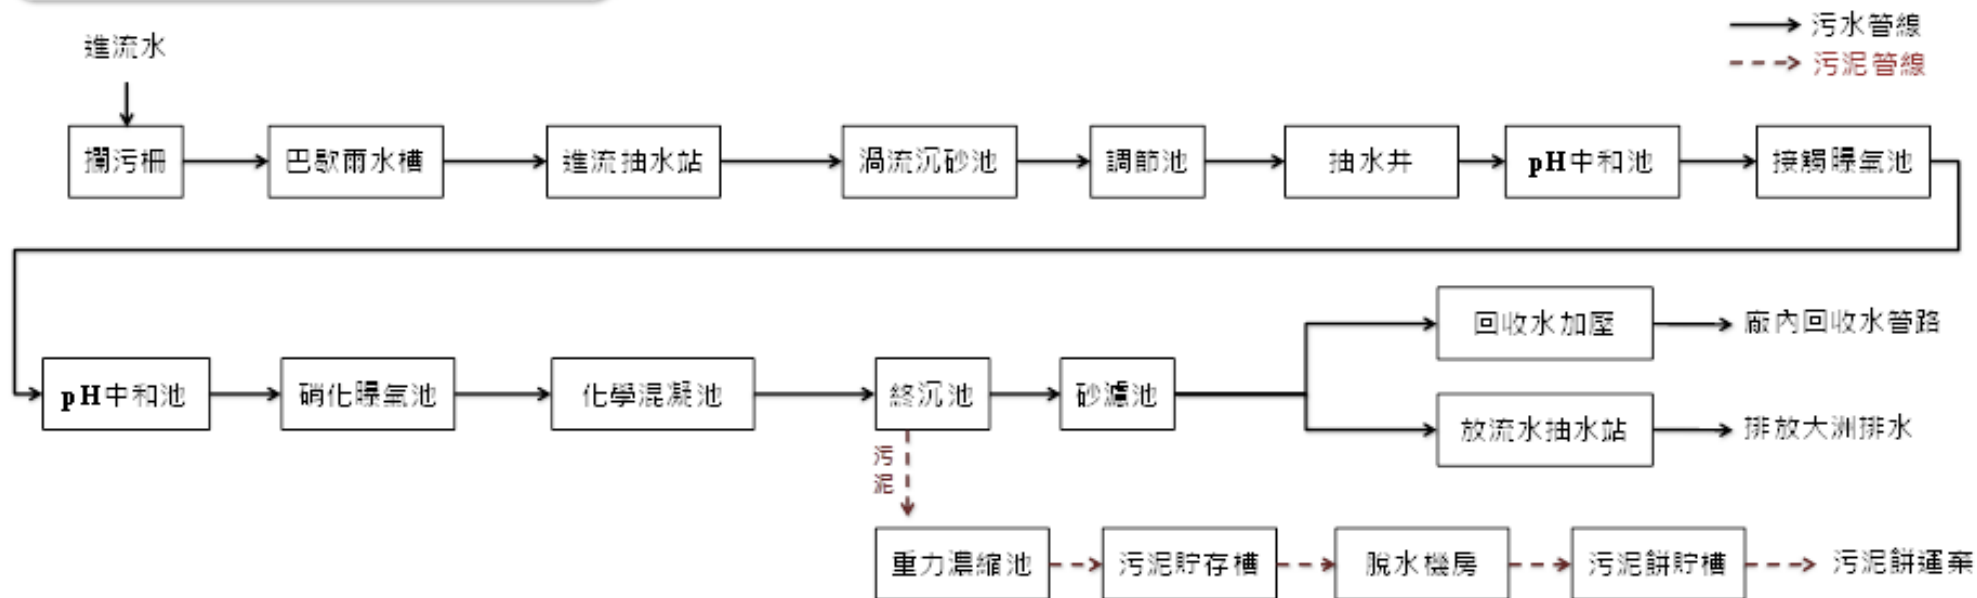 進流水
污水管線
污泥管線
攔污柵
巴歇爾水槽
進流抽水站
渦流沉砂池
調節池
抽水井
pH中和池
接觸曝氣池
回收水加壓
廠內回收水管路
pH中和池
硝化曝氣池
化學混凝池
終沉池
砂濾池
放流水抽水站
排放大洲排水
污泥
重力濃縮池
污泥貯存槽
脫水機房
污泥餅貯槽
污泥餅運棄